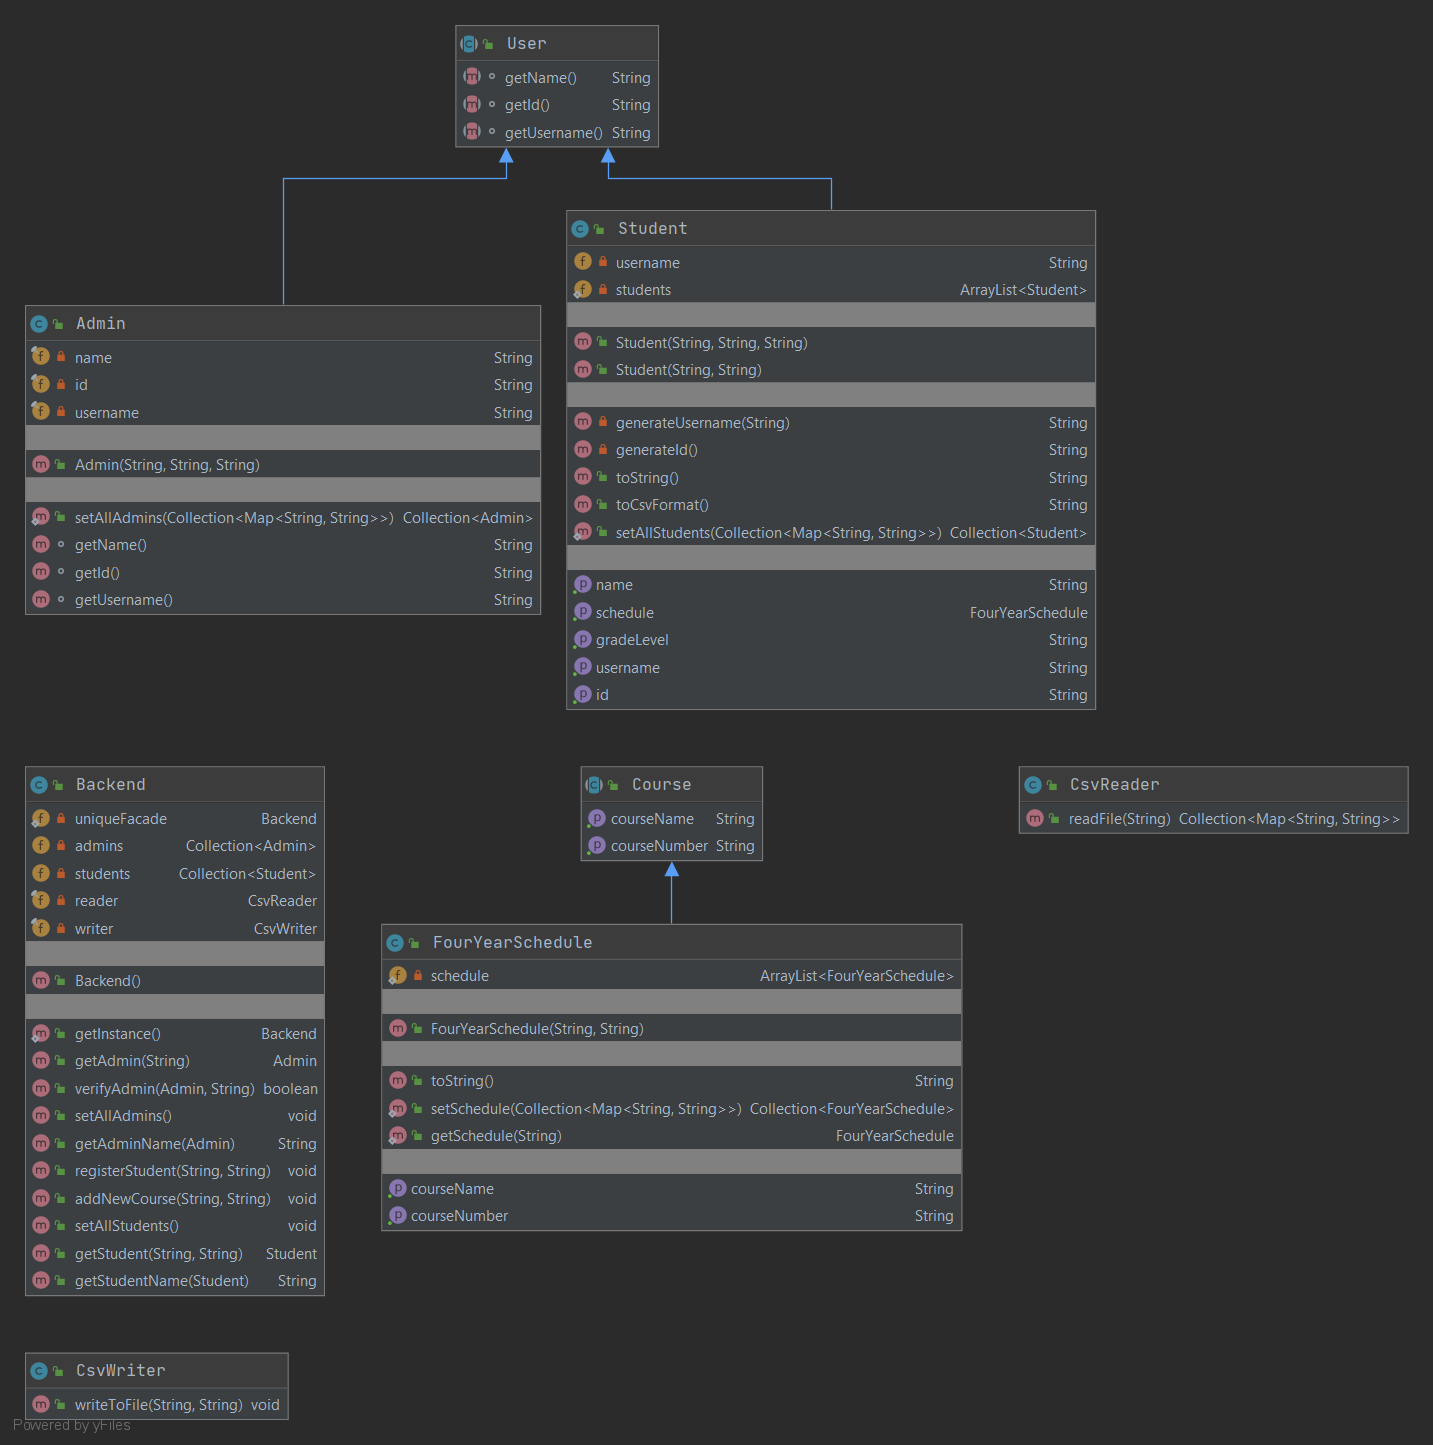 User
getName() String
getId() String
getUsername() String
Student
username String
students ArrayList<Student>
Student(String, String, String)
Student(String, String)
generateUsername(String) String
generateId() String
toString() String
toCsvFormat() String
setAllStudents(Collection<Map<String, String>>) Collection<Student>
name String
schedule FourYearSchedule
gradeLevel String
username String
id String
Admin
name String
id String
username String
Admin(String, String, String)
setAllAdmins(Collection<Map<String, String>>) Collection<Admin>
getName() String
getId() String
getUsername() String
Backend
uniqueFacade Backend
admins Collection<Admin>
students Collection<Student>
reader CsvReader
writer CsvWriter
Backend()
getInstance() Backend
getAdmin(String) Admin
verifyAdmin(Admin, String) boolean
setAllAdmins() void
getAdminName(Admin) String
registerStudent(String, String) void
addNewCourse(String, String) void
setAllStudents() void
getStudent(String, String) Student
getStudentName(Student) String
Course
courseName String
courseNumber String
CsvReader
readFile(String) Collection<Map<String, String>>
FourYearSchedule
schedule ArrayList<FourYearSchedule>
FourYearSchedule(String, String)
toString() String
setSchedule(Collection<Map<String, String>>) Collection<FourYearSchedule>
getSchedule(String) FourYearSchedule
courseName String
courseNumber String
CsvWriter
writeToFile(String, String) void
Powered by yFiles